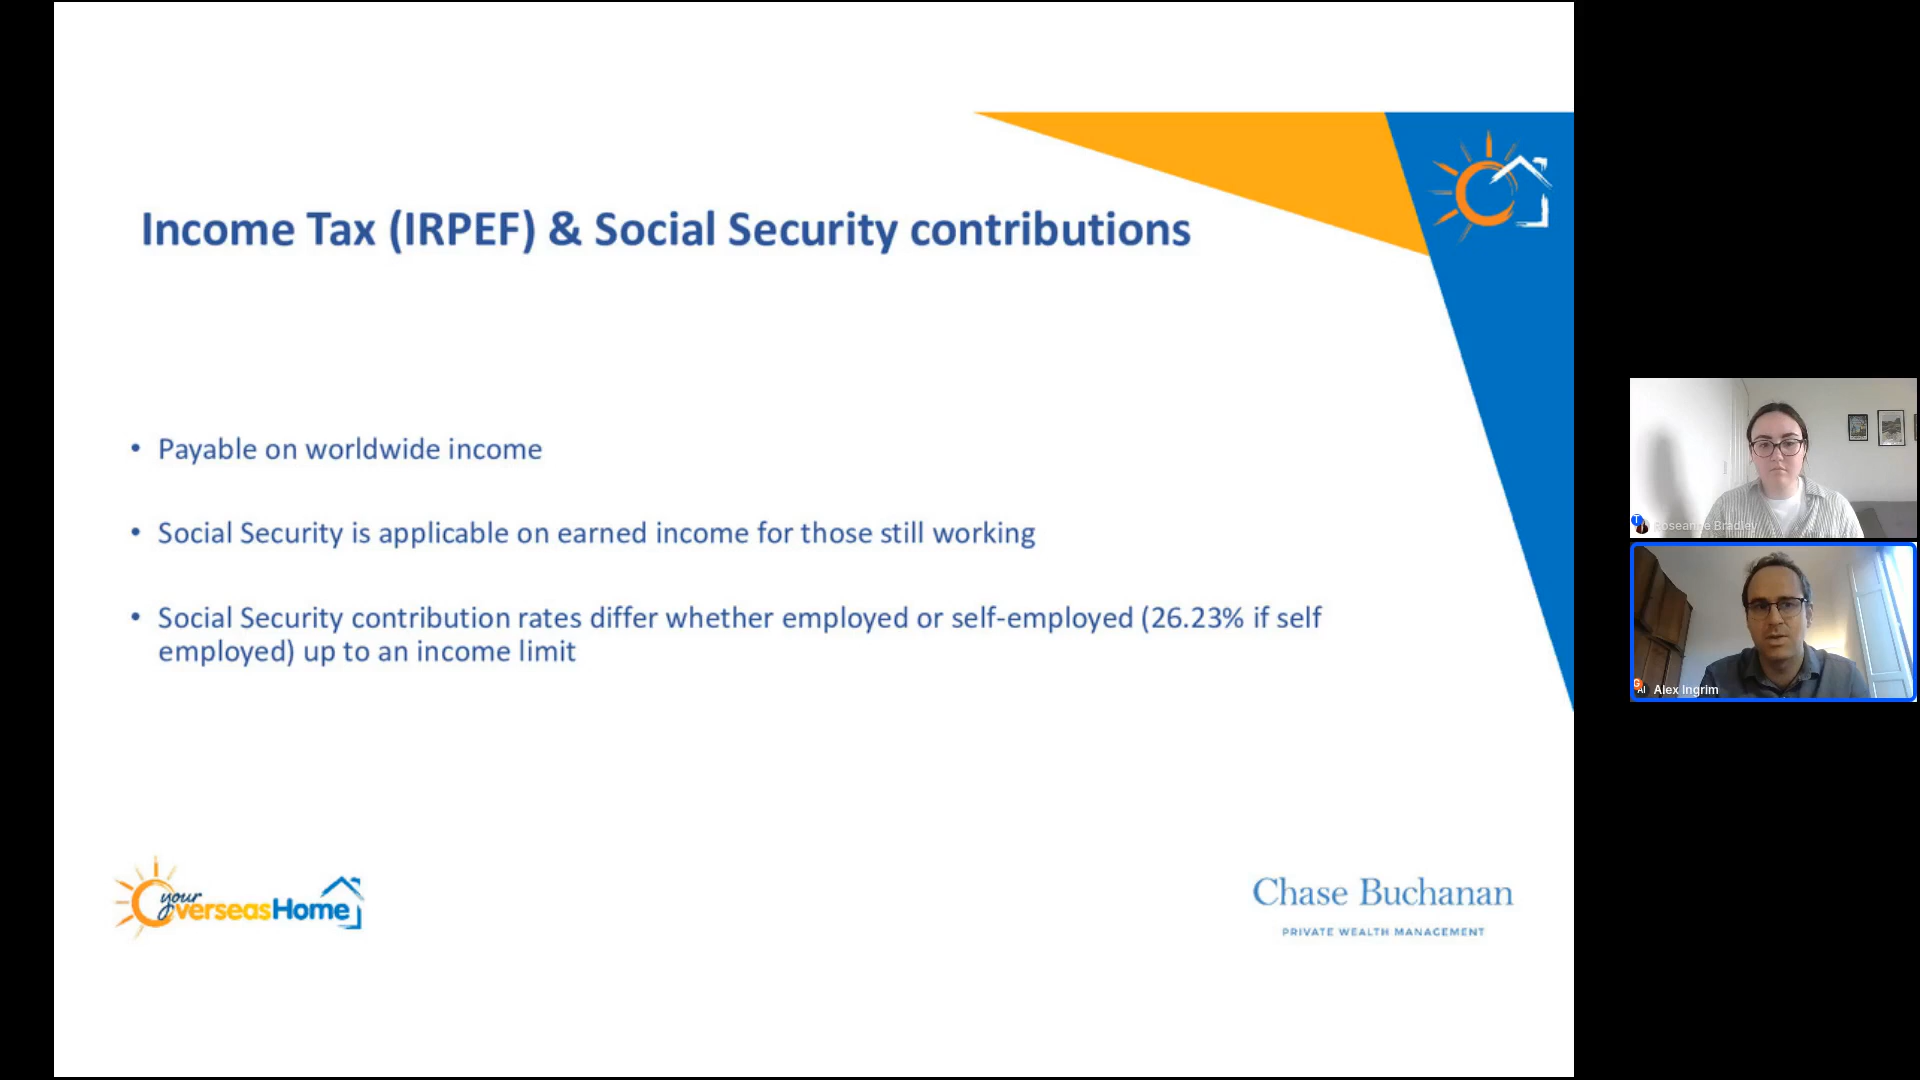 Income Tax (IRPEF) & Social Security contributions
• Payable on worldwide income
• Social Security is applicable on earned income for those still working
• Social Security contribution rates differ whether employed or self-employed (26.23% if self
employed) up to an income limit
your
OverseasHome
Chase Buchanan
PRIVATE WEALTH MANAGEMENT
Roseanne Bradley
Alex Ingrim